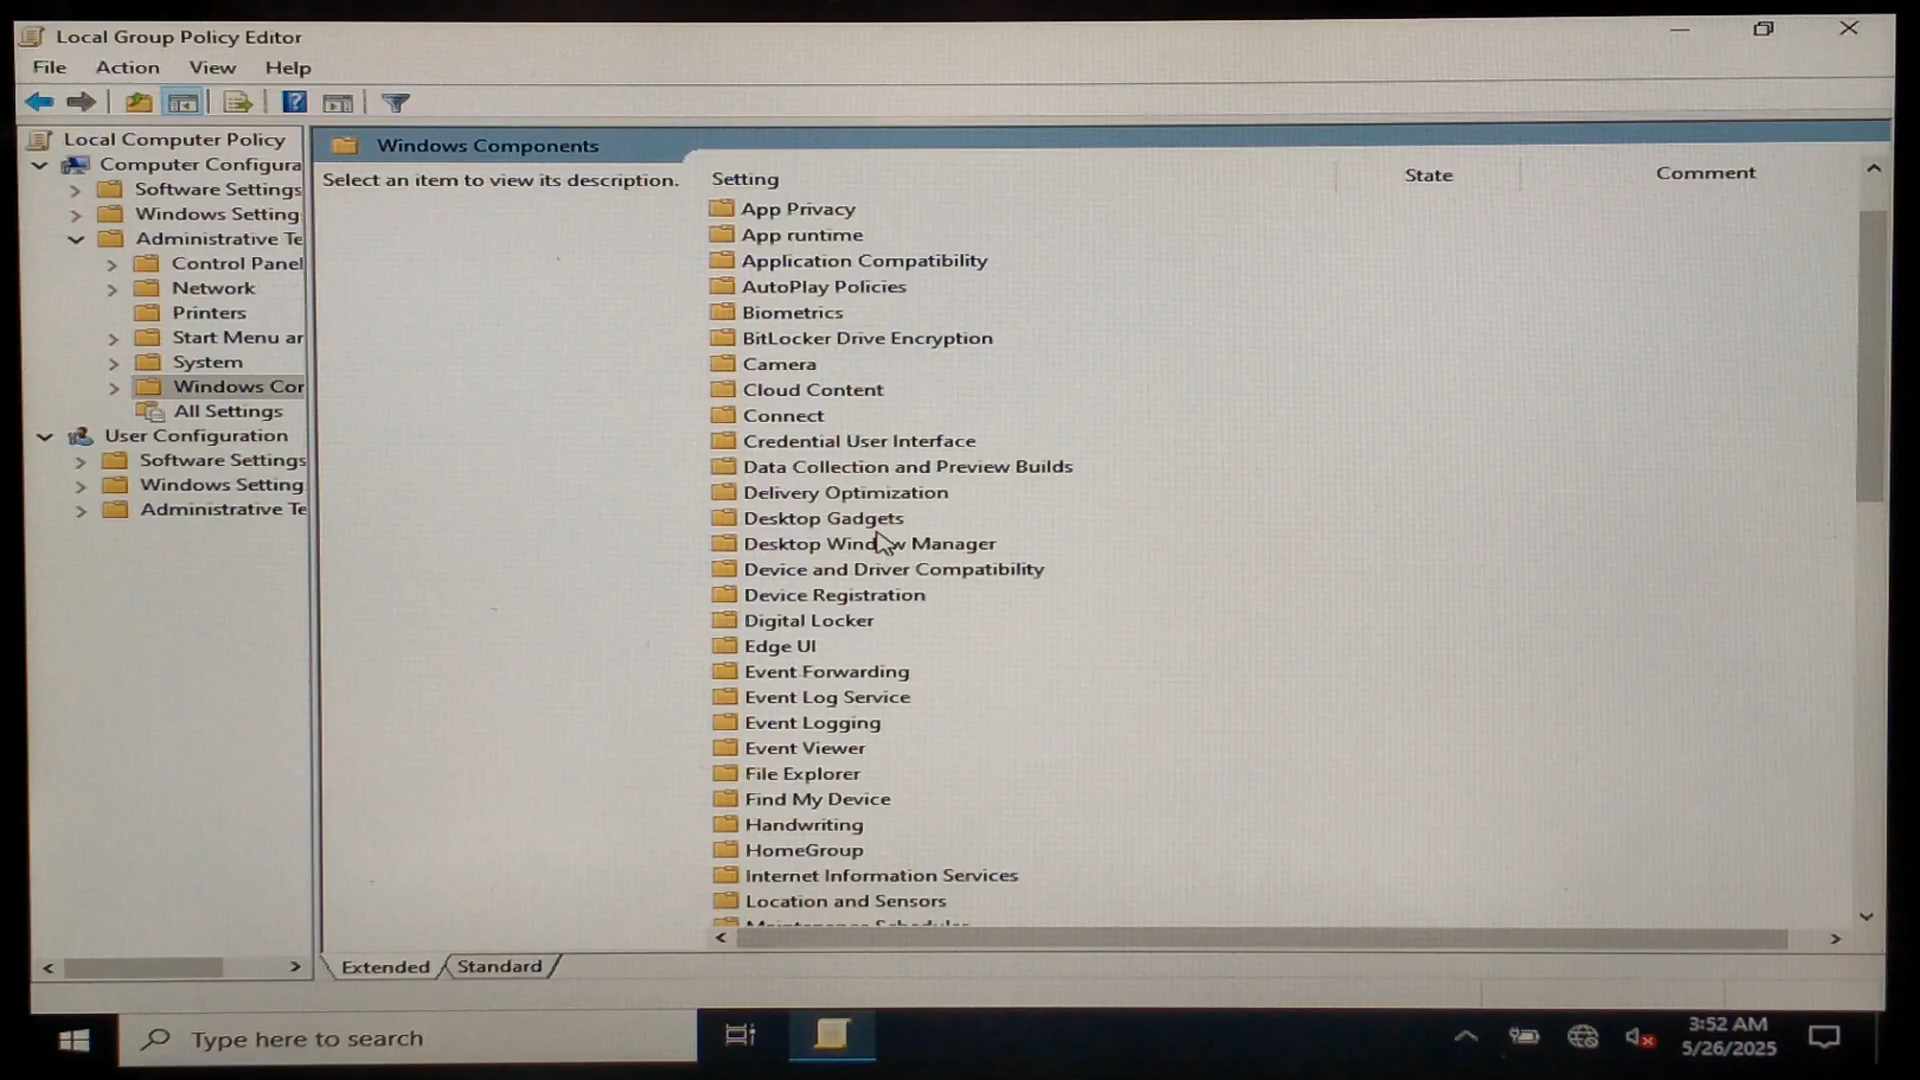 Local Group Policy Editor
File Action View Help
Local Computer Policy
Computer Configura
Software Settings
Windows Setting
Administrative Te
Control Panel
Network
Printers
Start Menu ar
System
Windows Cor
All Settings
User Configuration
Software Settings
Windows Setting
Administrative Te
Windows Components
Select an item to view its description.
Setting State Comment
App Privacy
App runtime
Application Compatibility
AutoPlay Policies
Biometrics
BitLocker Drive Encryption
Camera
Cloud Content
Connect
Credential User Interface
Data Collection and Preview Builds
Delivery Optimization
Desktop Gadgets
Desktop Window Manager
Device and Driver Compatibility
Device Registration
Digital Locker
Edge UI
Event Forwarding
Event Log Service
Event Logging
Event Viewer
File Explorer
Find My Device
Handwriting
HomeGroup
Internet Information Services
Location and Sensors
Extended Standard
Type here to search
3:52 AM
5/26/2025